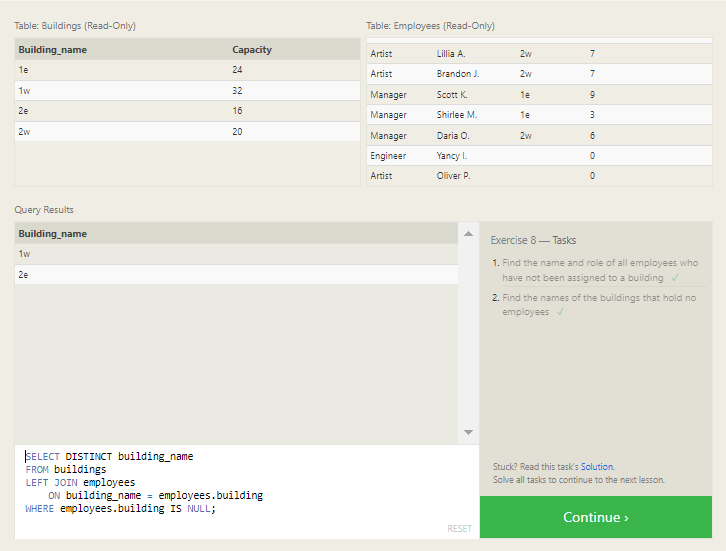 Table: Buildings (Read-Only)
Building_name Capacity
1e 24
1w 32
2e 16
2w 20
Table: Employees (Read-Only)
Artist Lillia A. 2w 7
Artist Brandon J. 2w 7
Manager Scott K. 1e 9
Manager Shirlee M. 1e 3
Manager Daria O. 2w 6
Engineer Yancy I. 0
Artist Oliver P. 0
Query Results
Building_name
1w
2e
Exercise 8 — Tasks
1. Find the name and role of all employees who
have not been assigned to a building ✓
2. Find the names of the buildings that hold no
employees ✓
SELECT DISTINCT building_name
FROM buildings
LEFT JOIN employees
ON building_name = employees.building
WHERE employees.building IS NULL;
RESET
Stuck? Read this task's Solution.
Solve all tasks to continue to the next lesson.
Continue ›